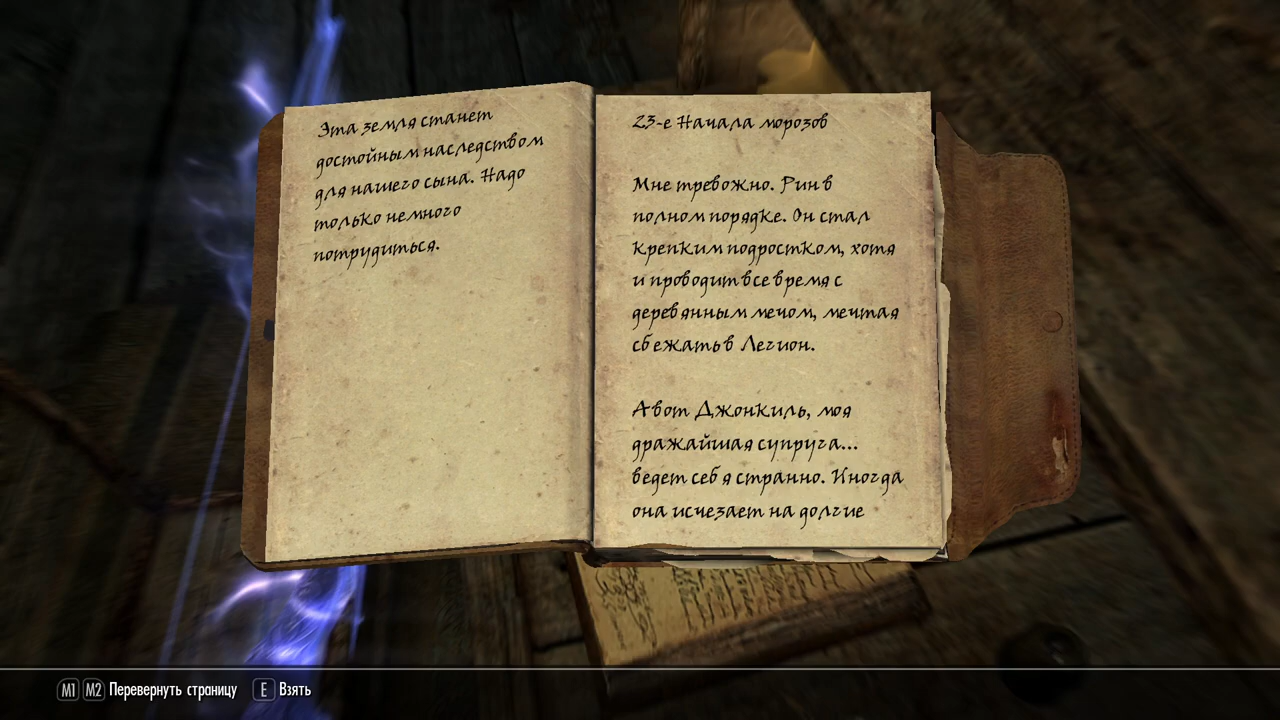 Эта земля станет
достойным наследством
для нашего сына. Надо
только немного
потрудиться.
23-е Начала морозов
Мне тревожно. Рин в
полном порядке. Он стал
крепким подростком, хотя
и проводит все время с
деревянным мечом, мечтая
сбежать в Легион.
А вот Джонкиль, моя
дражайшая супруга...
ведет себя странно. Иногда
она исчезает на долгие
M1 M2 Перевернуть страницу E Взять